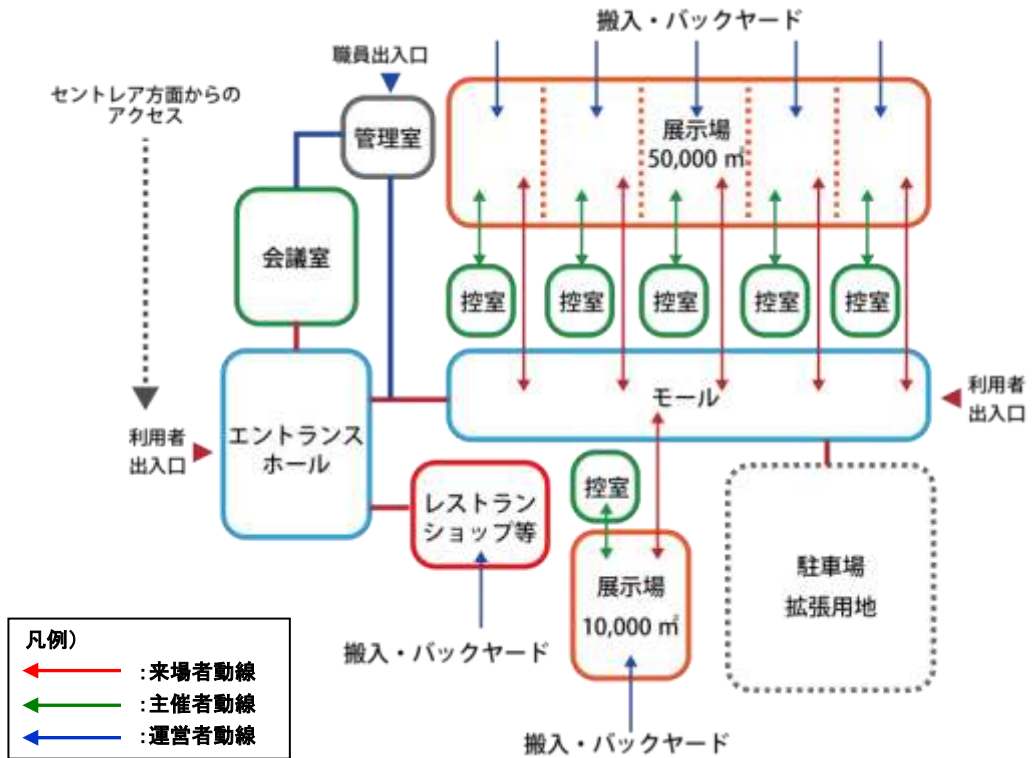 搬入・バックヤード
職員出入口
セントレア方面からの
アクセス
管理室
展示場
50,000 ㎡
会議室
控室
控室
控室
控室
控室
モール
利用者
出入口
利用者
出入口
エントランス
ホール
控室
レストラン
ショップ等
展示場
10,000 ㎡
駐車場
拡張用地
搬入・バックヤード
搬入・バックヤード
凡例)
:来場者動線
:主催者動線
:運営者動線